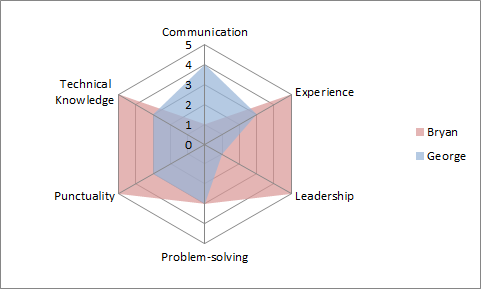 Communication
5
4
3
2
1
0
Technical
Knowledge
Experience
Bryan
George
Punctuality
Leadership
Problem-solving